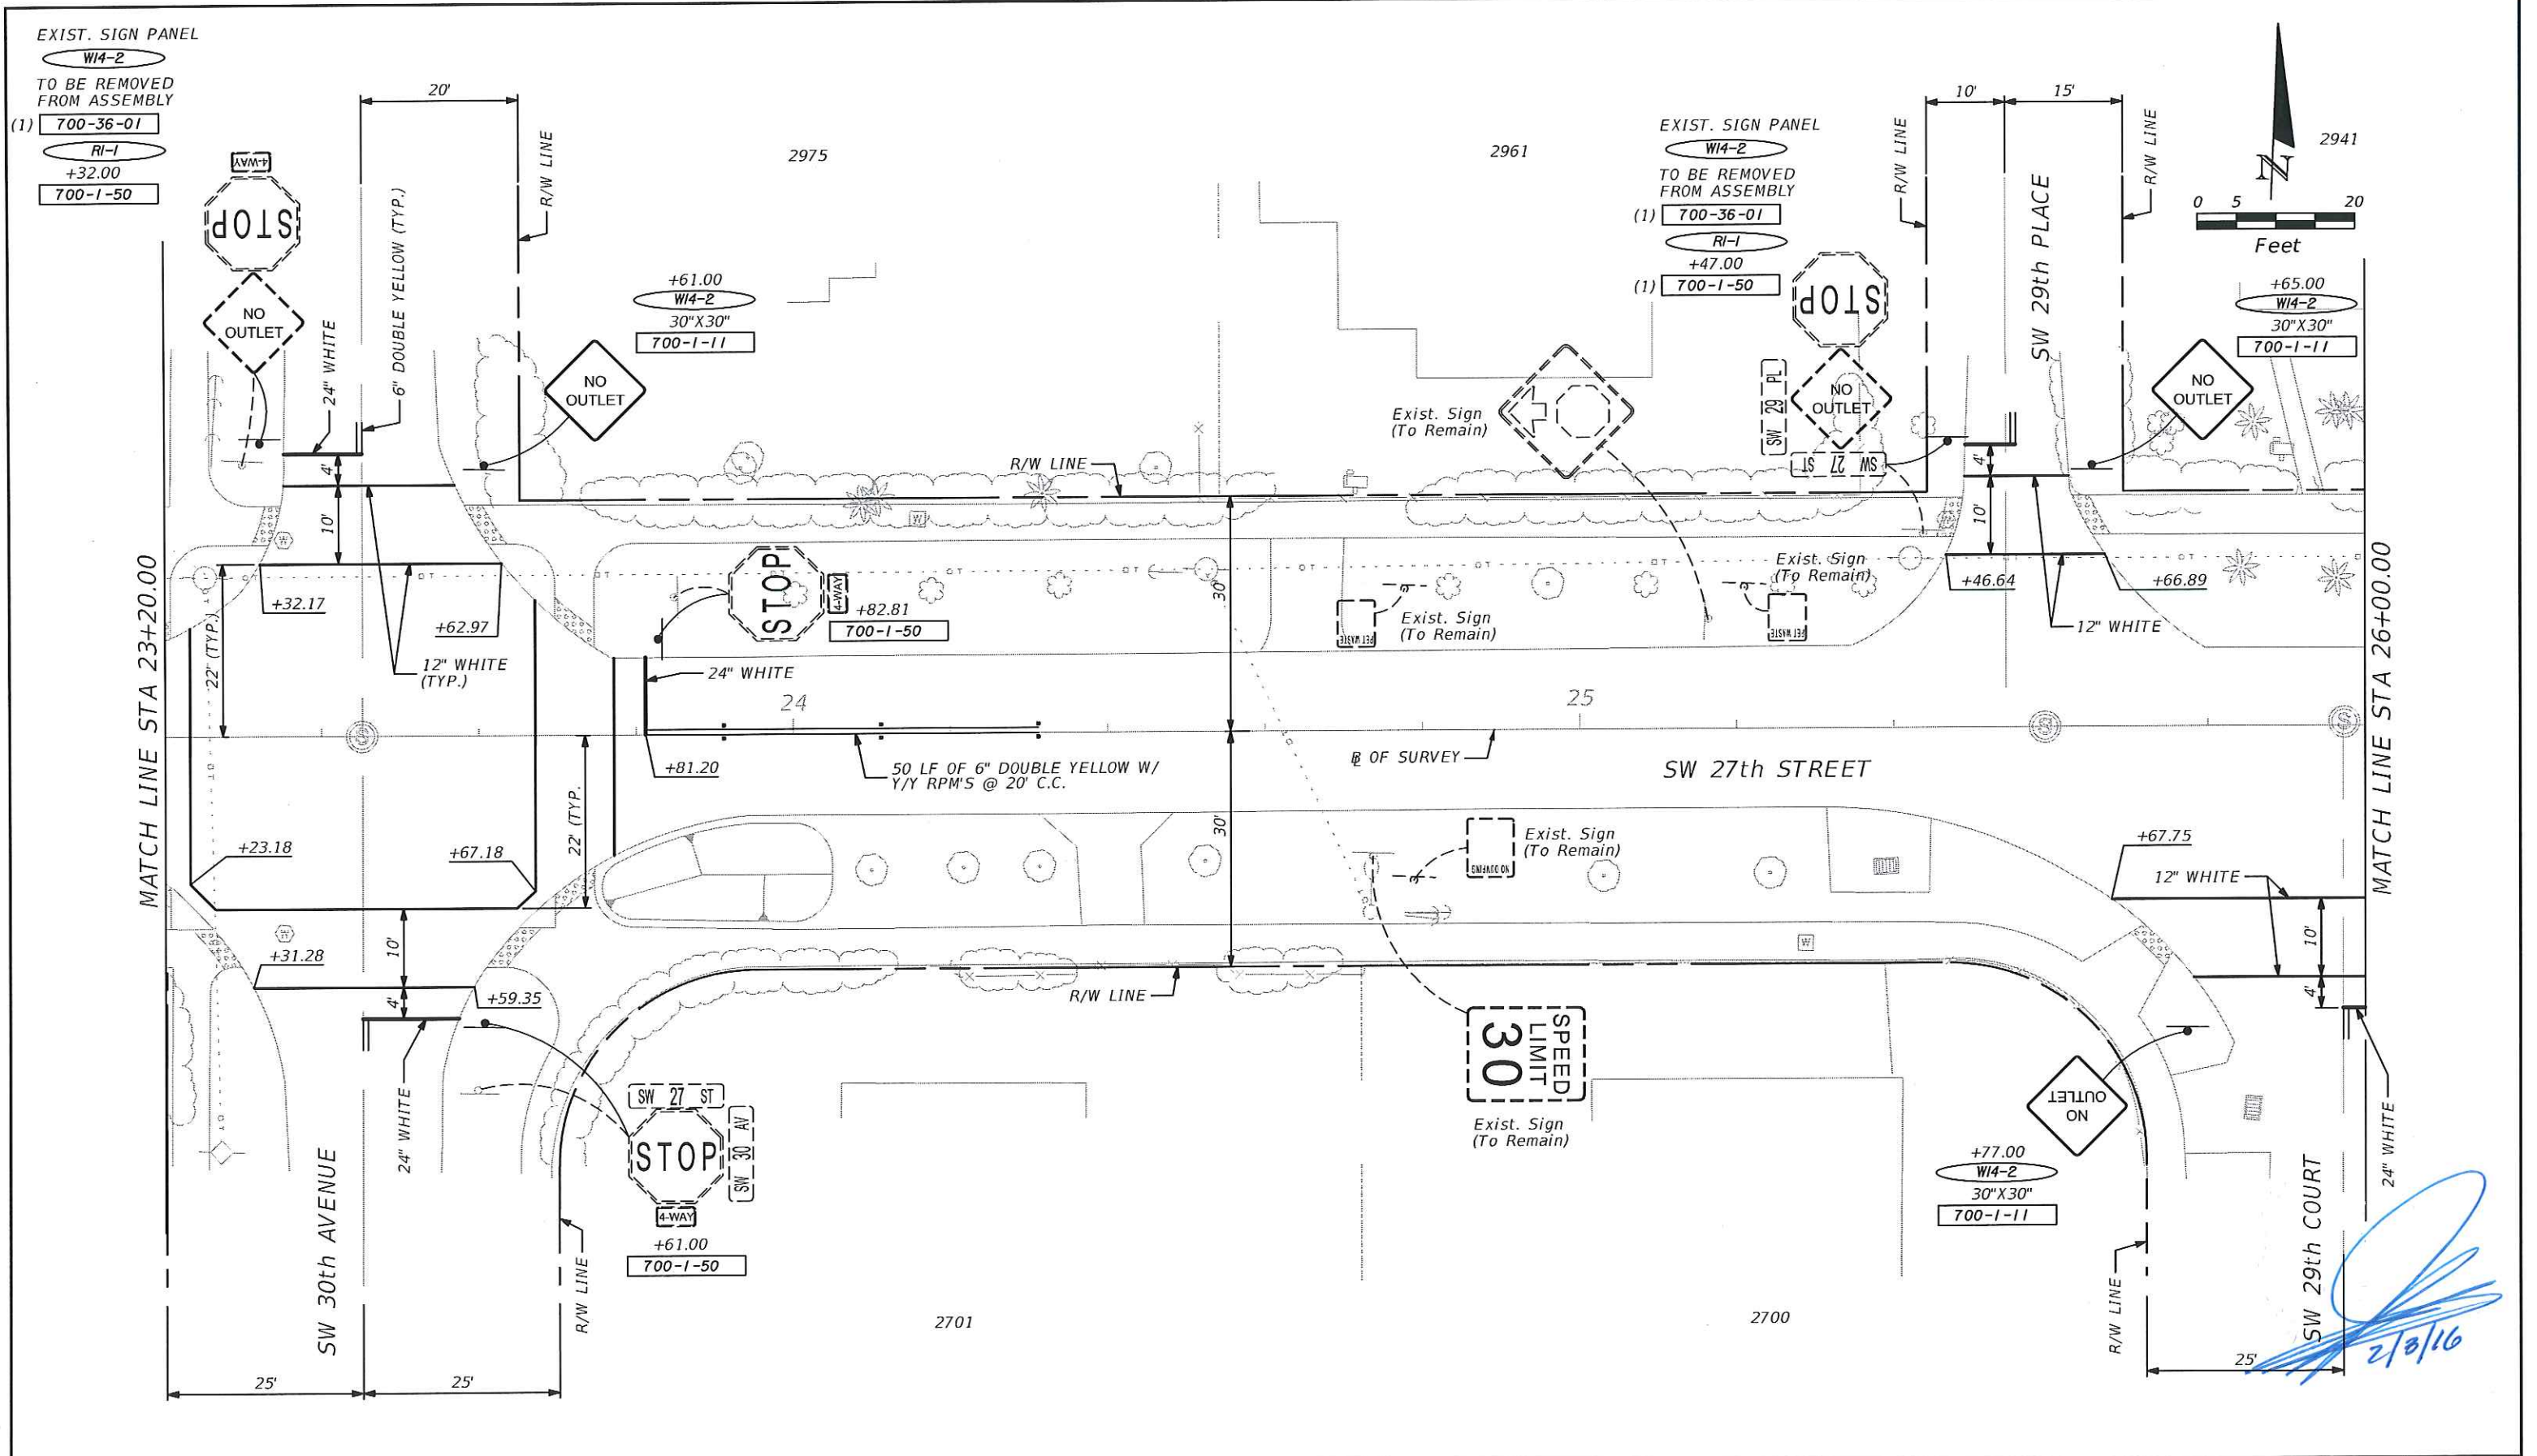 EXIST. SIGN PANEL
W14-2
TO BE REMOVED
FROM ASSEMBLY
(1) 700-36-01
R1-1
+32.00
700-1-50
4-WAY
STOP
NO
OUTLET
24" WHITE
6" DOUBLE YELLOW (TYP.)
20'
R/W LINE
2975
+61.00
W14-2
30"X30"
700-1-11
NO
OUTLET
2961
EXIST. SIGN PANEL
W14-2
TO BE REMOVED
FROM ASSEMBLY
(1) 700-36-01
R1-1
+47.00
(1) 700-1-50
STOP
SW 29 PL
NO
OUTLET
SW 27 ST
Exist. Sign
(To Remain)
10'
15'
R/W LINE
SW 29th PLACE
R/W LINE
N
2941
0 5 20
Feet
+65.00
W14-2
30"X30"
700-1-11
NO
OUTLET
4'
10'
R/W LINE
4'
10'
MATCH LINE STA 23+20.00
22' (TYP.)
+32.17
+62.97
12" WHITE
(TYP.)
STOP
4-WAY
+82.81
700-1-50
24" WHITE
W
30'
PET WASTE
Exist. Sign
(To Remain)
Exist. Sign
(To Remain)
PET WASTE
+46.64
+66.89
12" WHITE
MATCH LINE STA 26+00.00
24
25
S
S
S
+81.20
50 LF OF 6" DOUBLE YELLOW W/
Y/Y RPM'S @ 20' C.C.
B OF SURVEY
SW 27th STREET
22' (TYP.
+23.18
+67.18
30'
NO DUMPING
Exist. Sign
(To Remain)
+67.75
12" WHITE
10'
4'
W
10'
4'
+31.28
+59.35
R/W LINE
24" WHITE
SW 27 ST
STOP
SW 30 AV
4-WAY
+61.00
700-1-50
SPEED
LIMIT
30
Exist. Sign
(To Remain)
NO
OUTLET
+77.00
W14-2
30"X30"
700-1-11
24" WHITE
SW 30th AVENUE
R/W LINE
2701
2700
R/W LINE
SW 29th COURT
25'
25'
25'
2/3/16